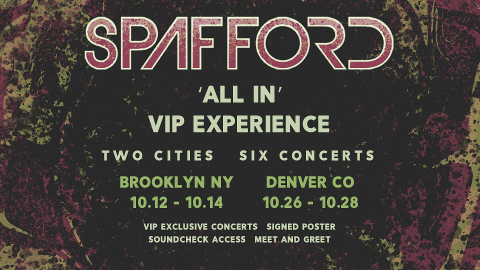 SPAFFORD
'ALL IN'
VIP EXPERIENCE
TWO CITIES SIX CONCERTS
BROOKLYN NY DENVER CO
10.12 - 10.14 10.26 - 10.28
VIP EXCLUSIVE CONCERTS SIGNED POSTER
SOUNDCHECK ACCESS MEET AND GREET